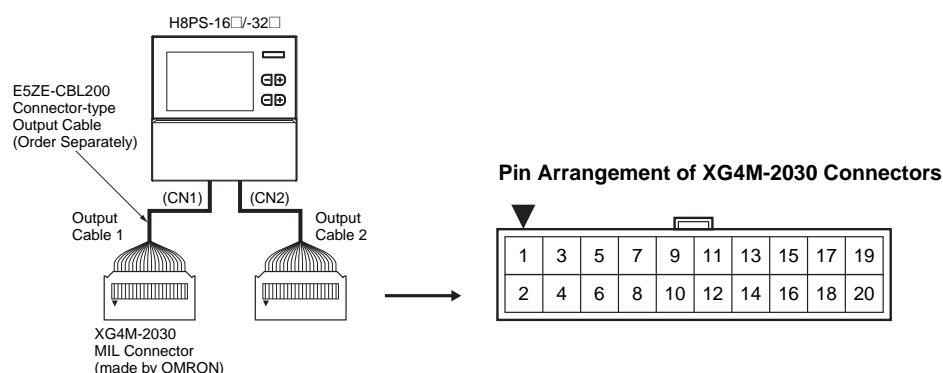 H8PS-16□/-32□
E5ZE-CBL200
Connector-type
Output Cable
(Order Separately)
(CN1)
(CN2)
Output
Cable 1
Output
Cable 2
XG4M-2030
MIL Connector
(made by OMRON)
Pin Arrangement of XG4M-2030 Connectors
1 3 5 7 9 11 13 15 17 19
2 4 6 8 10 12 14 16 18 20